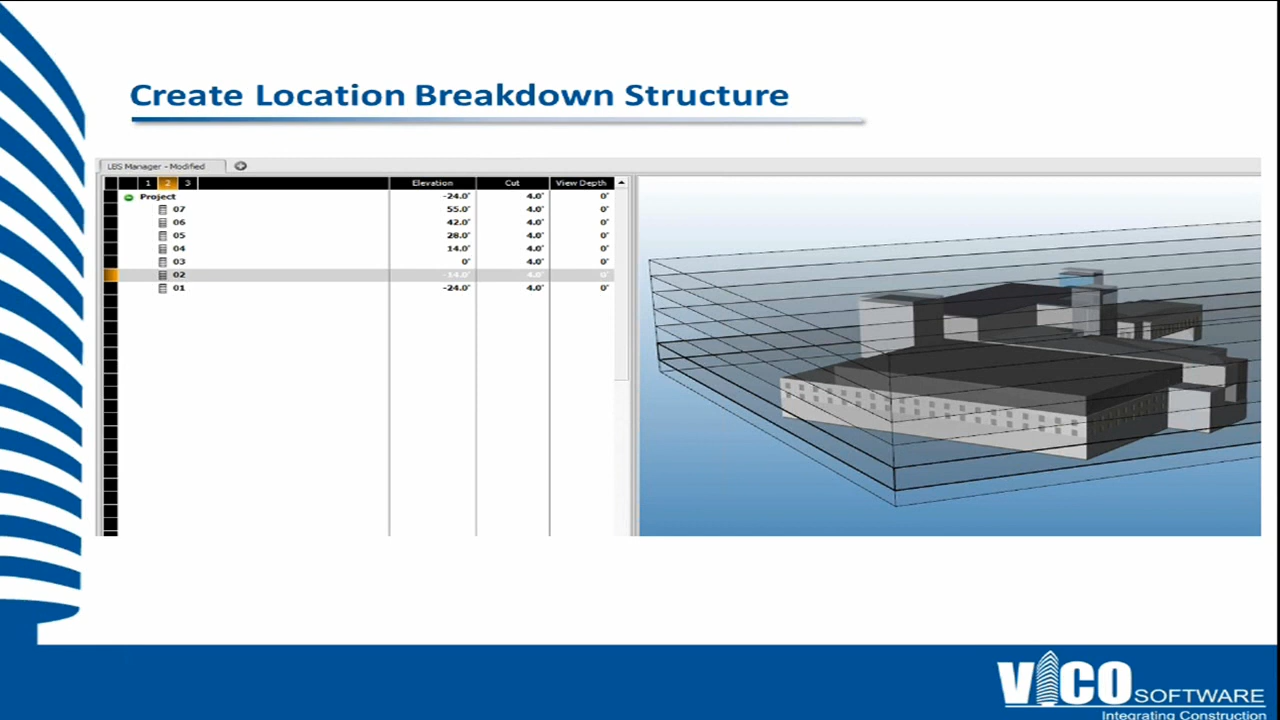 Create Location Breakdown Structure
LBS Manager - Modified
1 2 3 Elevation Cut View Depth
Project -24.0' 4.0' 0'
07 55.0' 4.0' 0'
06 42.0' 4.0' 0'
05 28.0' 4.0' 0'
04 14.0' 4.0' 0'
03 0' 4.0' 0'
02 -14.0' 4.0' 0'
01 -24.0' 4.0' 0'
VICO SOFTWARE
Integrating Construction